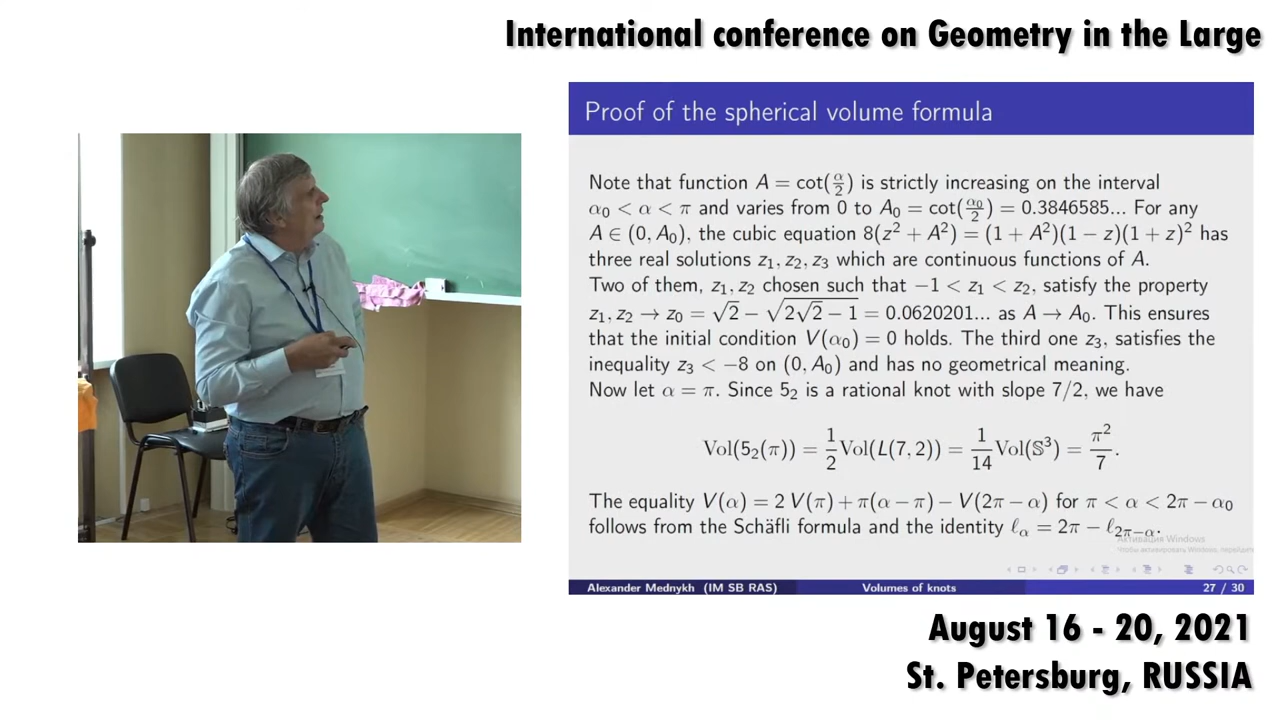 International conference on Geometry in the Large
Proof of the spherical volume formula
Note that function A = cot(α/2) is strictly increasing on the interval
α₀ < α < π and varies from 0 to A₀ = cot(α₀/2) = 0.3846585... For any
A ∈ (0, A₀), the cubic equation 8(z² + A²) = (1 + A²)(1 − z)(1 + z)² has
three real solutions z₁, z₂, z₃ which are continuous functions of A.
Two of them, z₁, z₂ chosen such that −1 < z₁ < z₂, satisfy the property
z₁, z₂ → z₀ = √2 − √(2√2 − 1) = 0.0620201... as A → A₀. This ensures
that the initial condition V(α₀) = 0 holds. The third one z₃, satisfies the
inequality z₃ < −8 on (0, A₀) and has no geometrical meaning.
Now let α = π. Since 5₂ is a rational knot with slope 7/2, we have
Vol(5₂(π)) = 1/2 Vol(L(7, 2)) = 1/14 Vol(𝕊³) = π²/7.
The equality V(α) = 2 V(π) + π(α − π) − V(2π − α) for π < α < 2π − α₀
follows from the Schäfli formula and the identity ℓ_α = 2π − ℓ_{2π−α}.
Активация Windows
Чтобы активировать Windows, перейдите
Alexander Mednykh (IM SB RAS) Volumes of knots 27 / 30
August 16 - 20, 2021
St. Petersburg, RUSSIA